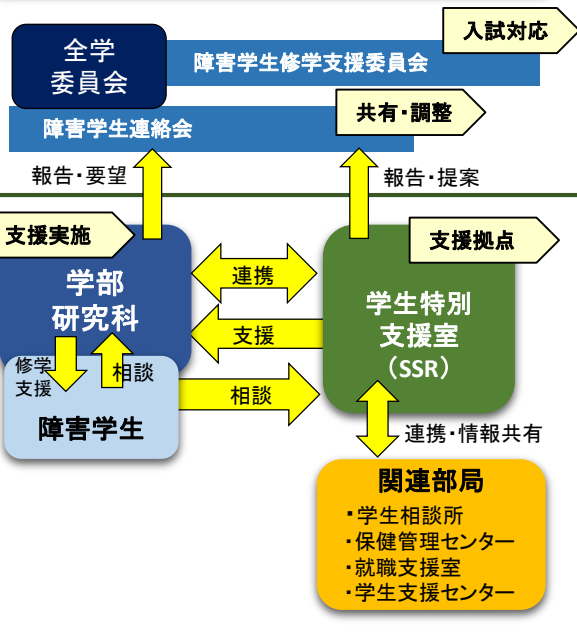 入試対応
全学
委員会
障害学生修学支援委員会
共有・調整
障害学生連絡会
報告・要望
報告・提案
支援実施
支援拠点
学部
研究科
連携
学生特別
支援室
（SSR）
支援
修学
支援
相談
相談
障害学生
連携・情報共有
関連部局
・学生相談所
・保健管理センター
・就職支援室
・学生支援センター